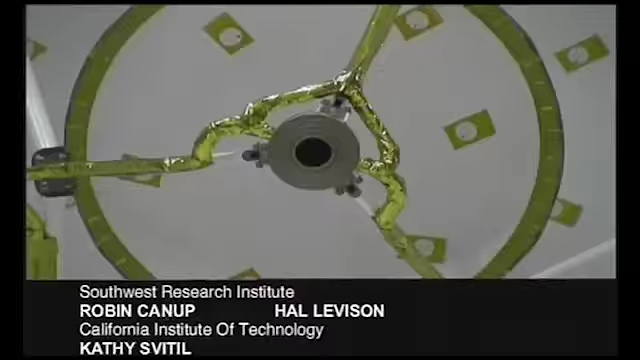 Southwest Research Institute
ROBIN CANUP HAL LEVISON
California Institute Of Technology
KATHY SVITIL